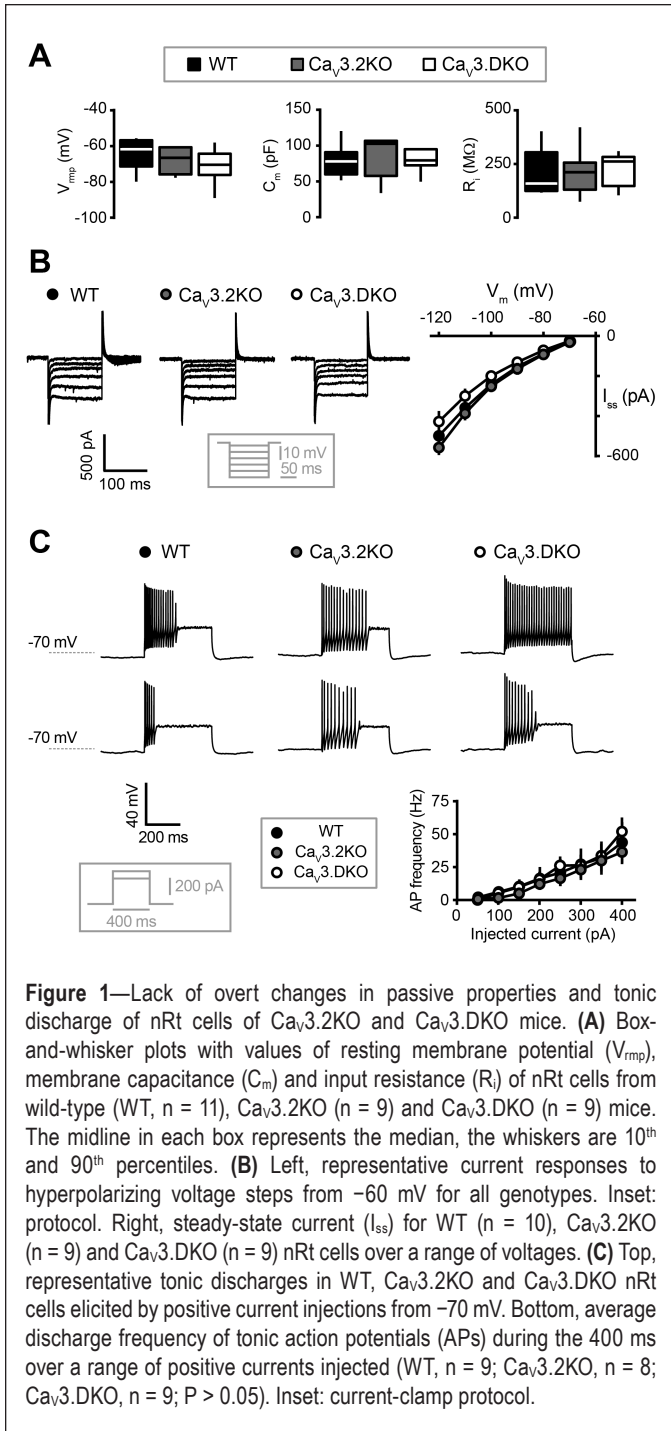 A
WT CaV3.2KO CaV3.DKO
Vrmp (mV)
-40
-60
-80
-100
Cm (pF)
150
100
50
0
Ri (MΩ)
500
250
0
B
WT CaV3.2KO CaV3.DKO
Vm (mV)
-120 -100 -80 -60
0
Iss (pA)
-600
500 pA
100 ms
10 mV
50 ms
C
WT CaV3.2KO CaV3.DKO
-70 mV
-70 mV
40 mV
200 ms
200 pA
400 ms
WT
CaV3.2KO
CaV3.DKO
AP frequency (Hz)
75
50
25
0
0 100 200 300 400
Injected current (pA)
Figure 1—Lack of overt changes in passive properties and tonic
discharge of nRt cells of CaV3.2KO and CaV3.DKO mice. (A) Box-
and-whisker plots with values of resting membrane potential (Vrmp),
membrane capacitance (Cm) and input resistance (Ri) of nRt cells from
wild-type (WT, n = 11), CaV3.2KO (n = 9) and CaV3.DKO (n = 9) mice.
The midline in each box represents the median, the whiskers are 10th
and 90th percentiles. (B) Left, representative current responses to
hyperpolarizing voltage steps from −60 mV for all genotypes. Inset:
protocol. Right, steady-state current (Iss) for WT (n = 10), CaV3.2KO
(n = 9) and CaV3.DKO (n = 9) nRt cells over a range of voltages. (C) Top,
representative tonic discharges in WT, CaV3.2KO and CaV3.DKO nRt
cells elicited by positive current injections from −70 mV. Bottom, average
discharge frequency of tonic action potentials (APs) during the 400 ms
over a range of positive currents injected (WT, n = 9; CaV3.2KO, n = 8;
CaV3.DKO, n = 9; P > 0.05). Inset: current-clamp protocol.